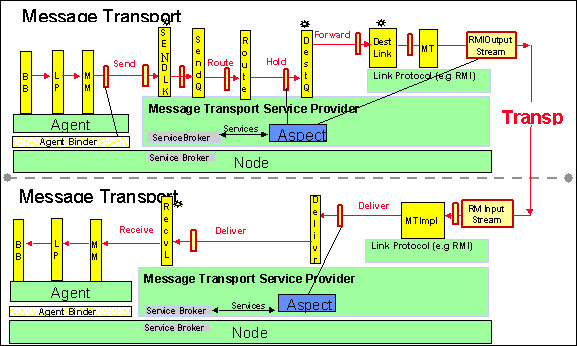 Message Transport
BB
LP
MM
Send
SENDLK
SendQ
Route
Route
Hold
DestQ
Forward
Dest
Link
MT
RMIOutput
Stream
Link Protocol (e.g RMI)
Message Transport Service Provider
ServiceBroker
Services
Aspect
Agent
Agent Binder
Service Broker
Node
Transp
Message Transport
BB
LP
MM
Receive
RecvL
Deliver
Delivr
Deliver
MTImpl
RM Input
Stream
Link Protocol (e.g RMI)
Message Transport Service Provider
Service Broker
Services
Aspect
Agent
Agent Binder
Service Broker
Node